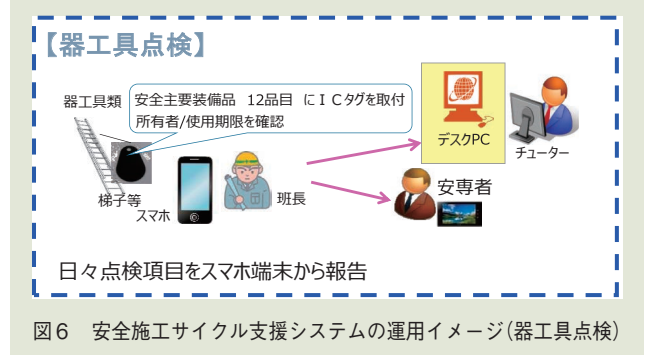 【器工具点検】
器工具類
安全主要装備品 12品目 にICタグを取付
所有者/使用期限を確認
梯子等
スマホ
班長
デスクPC
チューター
安専者
日々点検項目をスマホ端末から報告
図6 安全施工サイクル支援システムの運用イメージ(器工具点検)